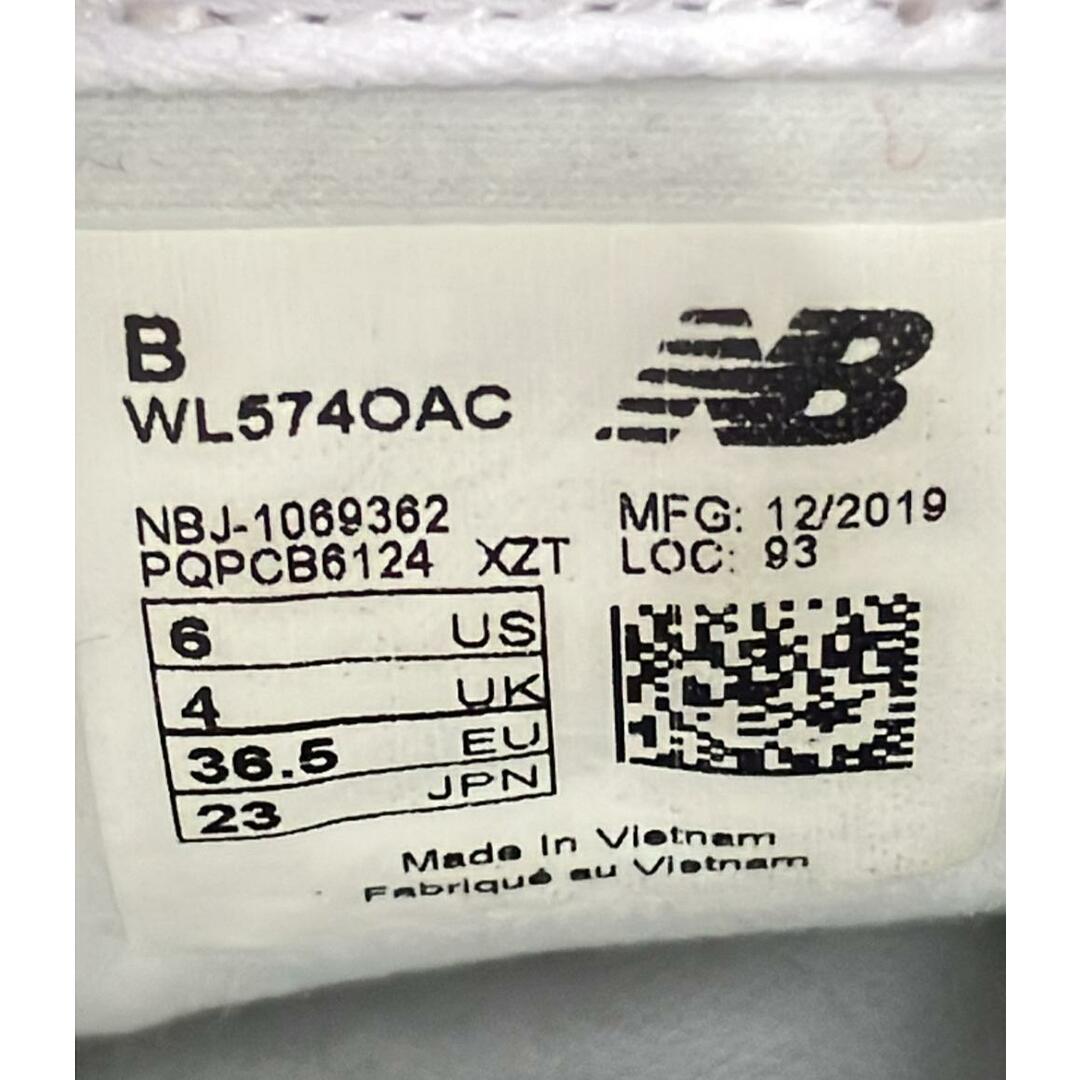 B
WL574OAC
NB
NBJ-1069362
PQPCB6124 XZT
MFG: 12/2019
LOC: 93
6 US
4 UK
36.5 EU
23 JPN
Made In Vietnam
Fabriqué au Vietnam